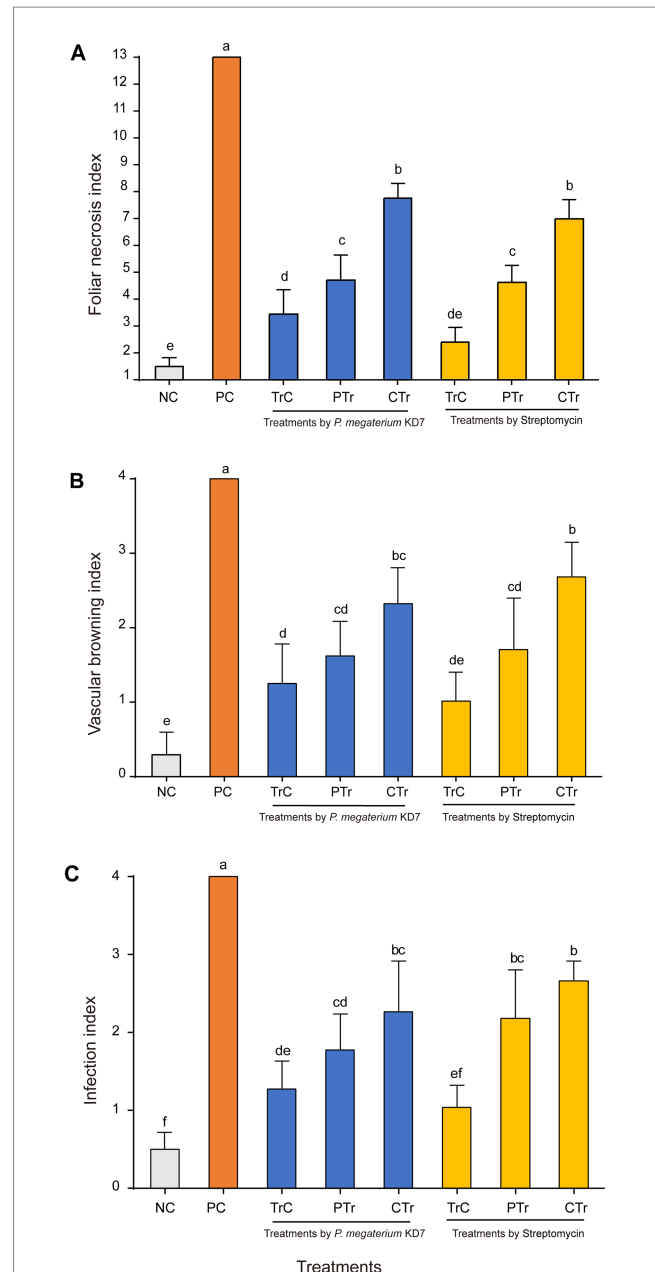 A
a
13
12
11
10
9
8
7
6
5
4
3
2
1
Foliar necrosis index
e
d
c
b
de
c
b
NC PC TrC PTr CTr TrC PTr CTr
Treatments by P. megaterium KD7 Treatments by Streptomycin
B
a
4
3
2
1
0
Vascular browning index
e
d
cd
bc
de
cd
b
NC PC TrC PTr CTr TrC PTr CTr
Treatments by P. megaterium KD7 Treatments by Streptomycin
C
a
4
3
2
1
0
Infection index
f
de
cd
bc
ef
bc
b
NC PC TrC PTr CTr TrC PTr CTr
Treatments by P. megaterium KD7 Treatments by Streptomycin
Treatments